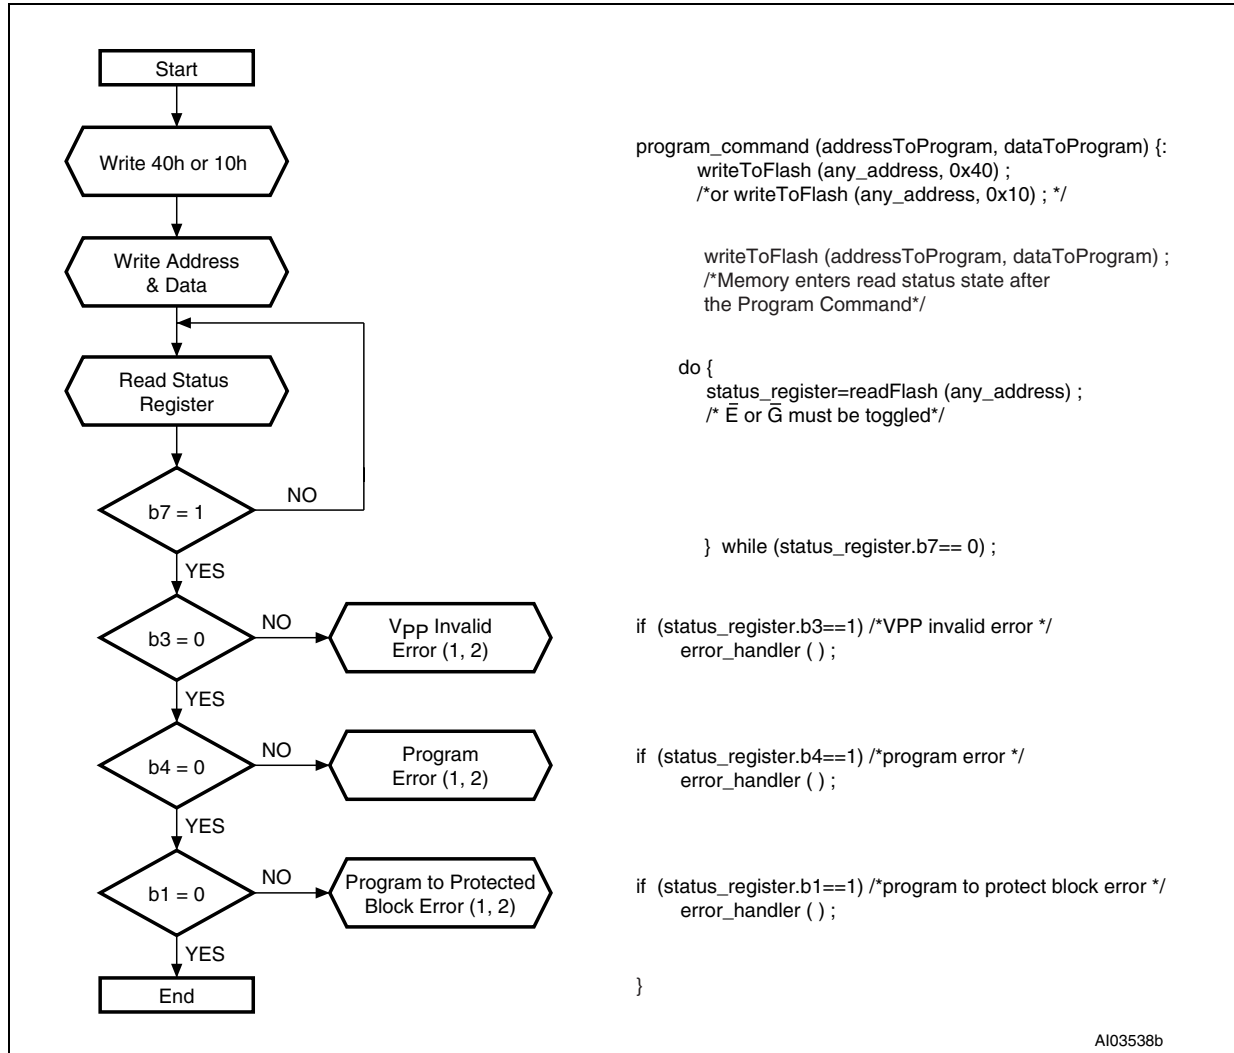 Start
Write 40h or 10h
Write Address
& Data
Read Status
Register
b7 = 1
NO
YES
b3 = 0
NO
VPP Invalid
Error (1, 2)
YES
b4 = 0
NO
Program
Error (1, 2)
YES
b1 = 0
NO
Program to Protected
Block Error (1, 2)
YES
End
program_command (addressToProgram, dataToProgram) {:
writeToFlash (any_address, 0x40) ;
/*or writeToFlash (any_address, 0x10) ; */
writeToFlash (addressToProgram, dataToProgram) ;
/*Memory enters read status state after
the Program Command*/
do {
status_register=readFlash (any_address) ;
/* E̅ or G̅ must be toggled*/
} while (status_register.b7== 0) ;
if (status_register.b3==1) /*VPP invalid error */
error_handler ( ) ;
if (status_register.b4==1) /*program error */
error_handler ( ) ;
if (status_register.b1==1) /*program to protect block error */
error_handler ( ) ;
}
AI03538b